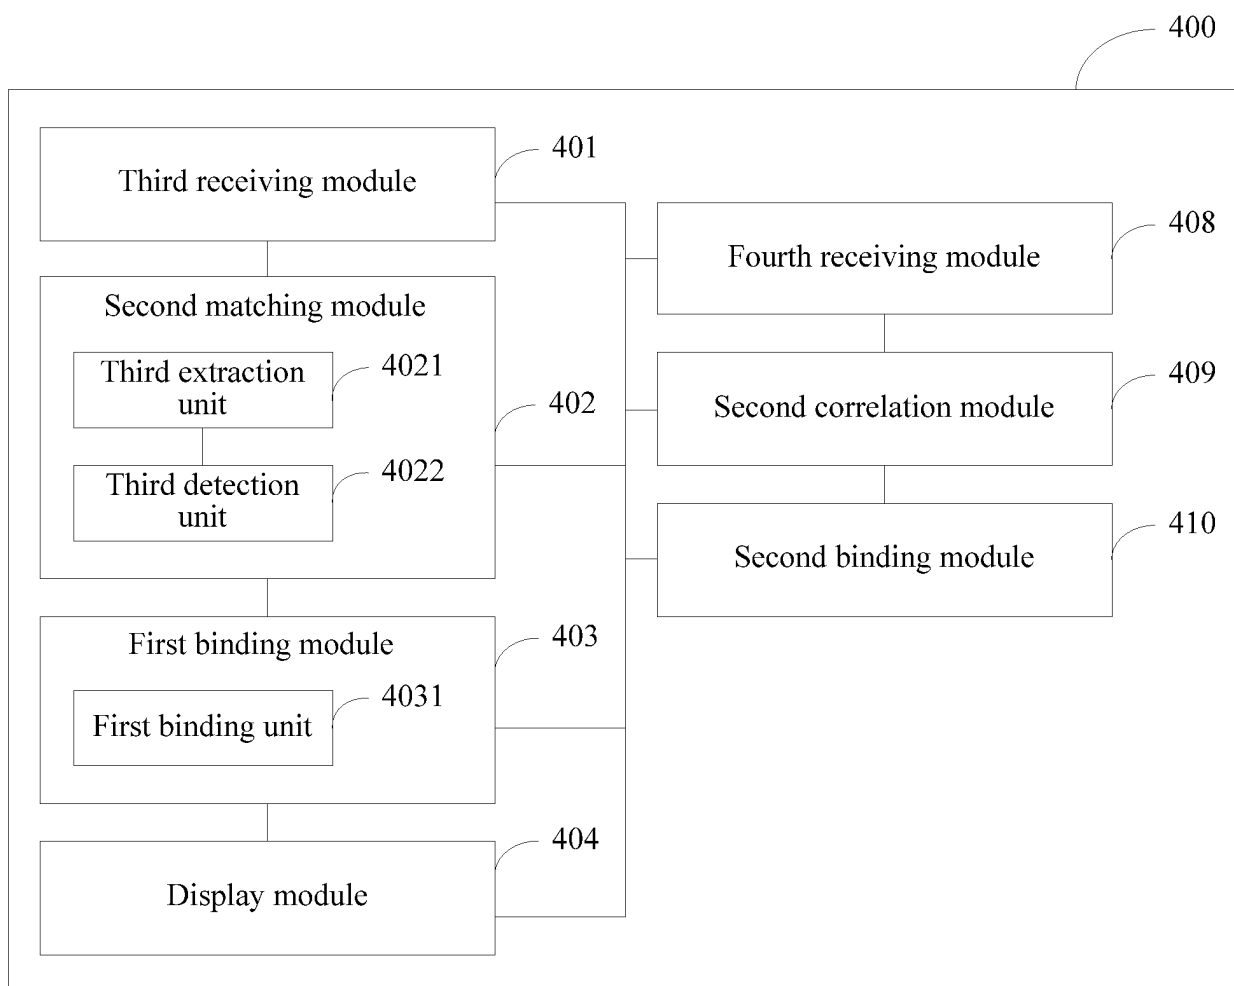 400
Third receiving module
401
Second matching module
Third extraction
unit
4021
Third detection
unit
4022
402
First binding module
403
First binding unit
4031
Display module
404
Fourth receiving module
408
Second correlation module
409
Second binding module
410